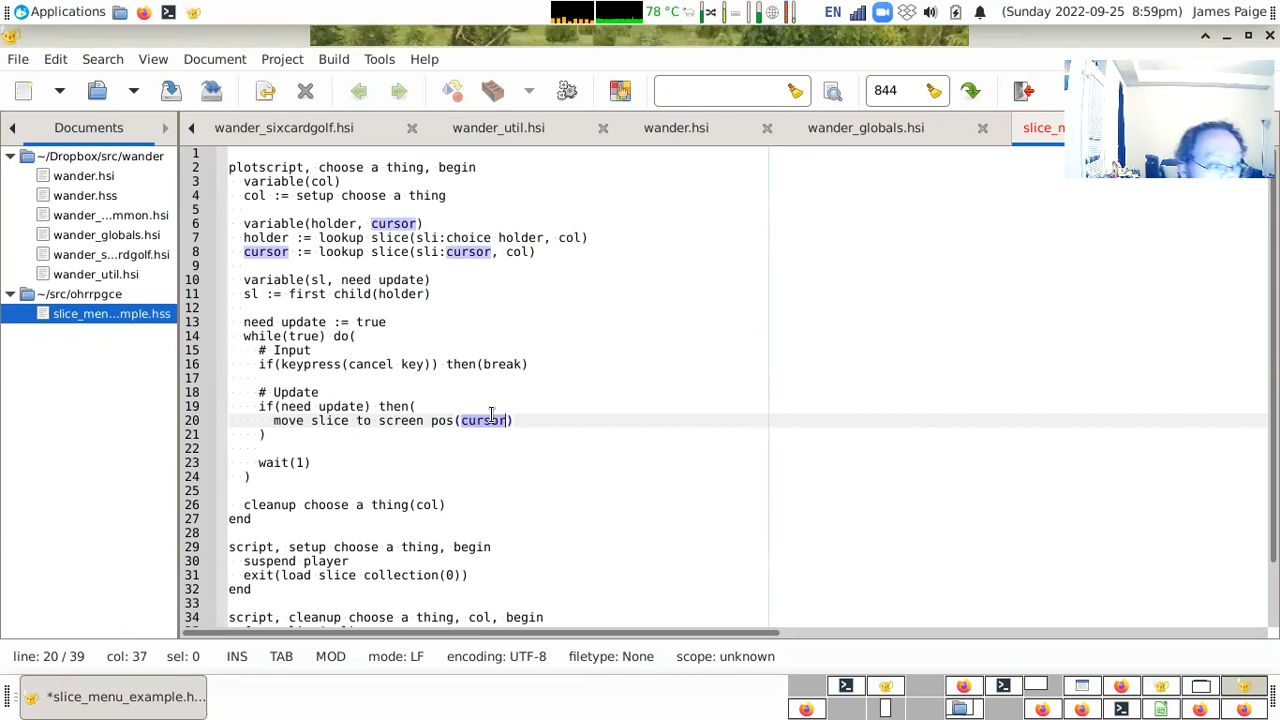 Applications
78 °C
EN
(Sunday 2022-09-25 8:59pm)
James Paige
File Edit Search View Document Project Build Tools Help
844
Documents
wander_sixcardgolf.hsi
wander_util.hsi
wander.hsi
wander_globals.hsi
slice_m
~/Dropbox/src/wander
wander.hsi
wander.hss
wander_...mmon.hsi
wander_globals.hsi
wander_s...rdgolf.hsi
wander_util.hsi
~/src/ohrrpgce
slice_men...mple.hss
1
2 plotscript, choose a thing, begin
3 variable(col)
4 col := setup choose a thing
5
6 variable(holder, cursor)
7 holder := lookup slice(sli:choice holder, col)
8 cursor := lookup slice(sli:cursor, col)
9
10 variable(sl, need update)
11 sl := first child(holder)
12
13 need update := true
14 while(true) do(
15 # Input
16 if(keypress(cancel key)) then(break)
17
18 # Update
19 if(need update) then(
20 move slice to screen pos(cursor)
21 )
22
23 wait(1)
24 )
25
26 cleanup choose a thing(col)
27 end
28
29 script, setup choose a thing, begin
30 suspend player
31 exit(load slice collection(0))
32 end
33
34 script, cleanup choose a thing, col, begin
line: 20 / 39 col: 37 sel: 0 INS TAB MOD mode: LF encoding: UTF-8 filetype: None scope: unknown
*slice_menu_example.h...